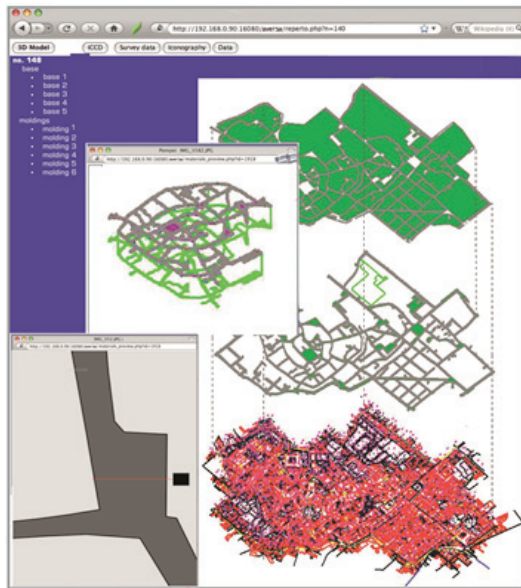 http://192.168.0.90:16080/aversa/reperto.php?n=140
Wikipedia
3D Model
iCCD
Survey data
Iconography
Data
no. 148
base
base 1
base 2
base 3
base 4
base 5
moldings
molding 1
molding 2
molding 3
molding 4
molding 5
molding 6